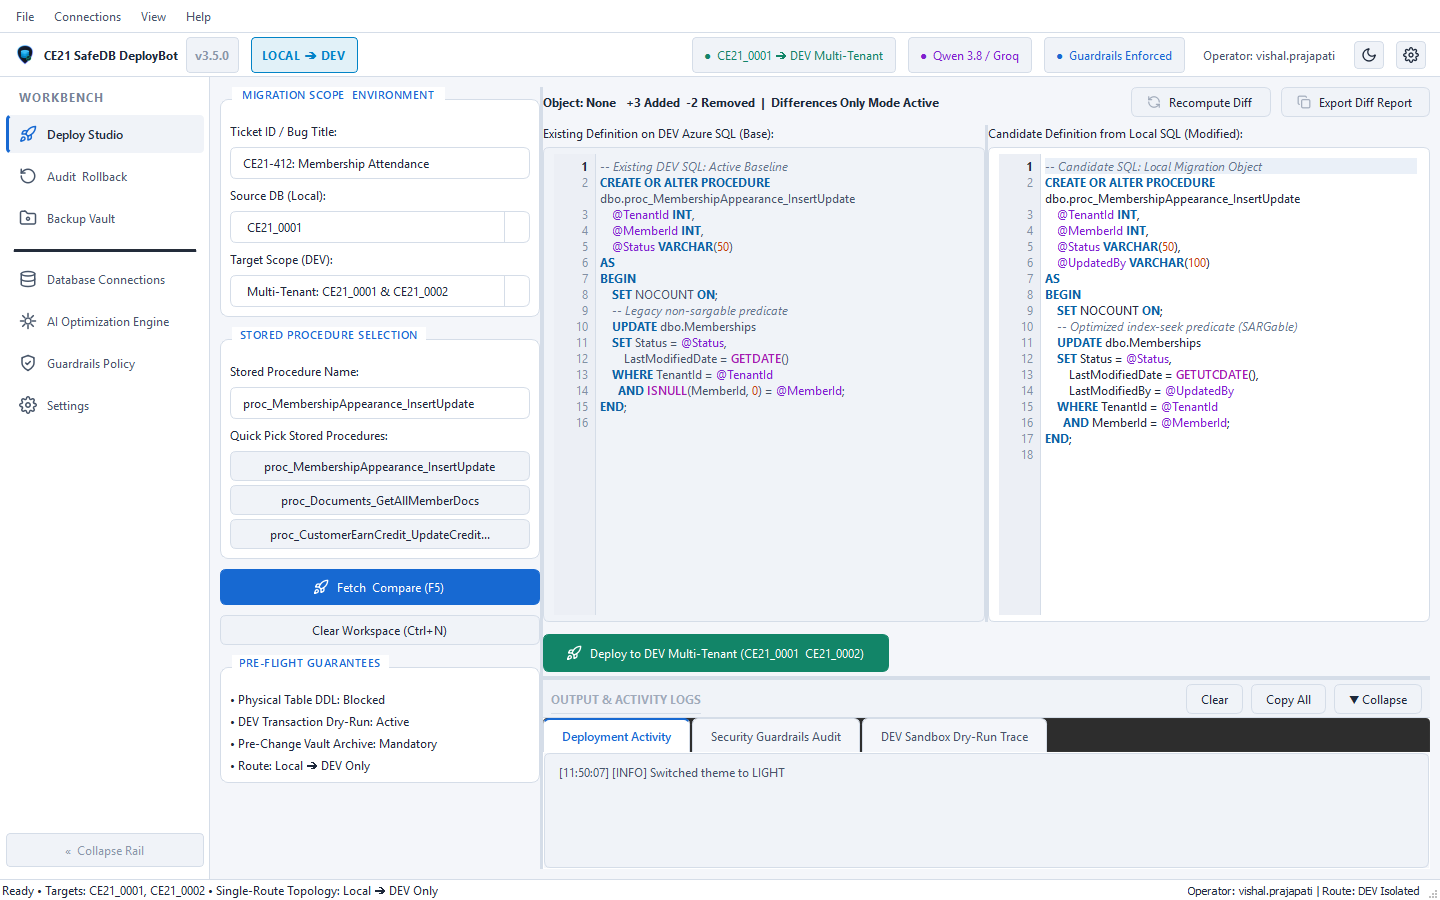 File Connections View Help
CE21 SafeDB DeployBot v3.5.0 LOCAL ➔ DEV ● CE21_0001 ➔ DEV Multi-Tenant ● Qwen 3.8 / Groq ● Guardrails Enforced Operator: vishal.prajapati
WORKBENCH
Deploy Studio
Audit Rollback
Backup Vault
Database Connections
AI Optimization Engine
Guardrails Policy
Settings
« Collapse Rail
MIGRATION SCOPE ENVIRONMENT
Ticket ID / Bug Title:
CE21-412: Membership Attendance
Source DB (Local):
CE21_0001
Target Scope (DEV):
Multi-Tenant: CE21_0001 & CE21_0002
STORED PROCEDURE SELECTION
Stored Procedure Name:
proc_MembershipAppearance_InsertUpdate
Quick Pick Stored Procedures:
proc_MembershipAppearance_InsertUpdate
proc_Documents_GetAllMemberDocs
proc_CustomerEarnCredit_UpdateCredit...
Fetch Compare (F5)
Clear Workspace (Ctrl+N)
PRE-FLIGHT GUARANTEES
• Physical Table DDL: Blocked
• DEV Transaction Dry-Run: Active
• Pre-Change Vault Archive: Mandatory
• Route: Local ➔ DEV Only
Object: None +3 Added -2 Removed | Differences Only Mode Active
Recompute Diff
Export Diff Report
Existing Definition on DEV Azure SQL (Base):
1 -- Existing DEV SQL: Active Baseline
2 CREATE OR ALTER PROCEDURE
dbo.proc_MembershipAppearance_InsertUpdate
3 @TenantId INT,
4 @MemberId INT,
5 @Status VARCHAR(50)
6 AS
7 BEGIN
8 SET NOCOUNT ON;
9 -- Legacy non-sargable predicate
10 UPDATE dbo.Memberships
11 SET Status = @Status,
12 LastModifiedDate = GETDATE()
13 WHERE TenantId = @TenantId
14 AND ISNULL(MemberId, 0) = @MemberId;
15 END;
16
Candidate Definition from Local SQL (Modified):
1 -- Candidate SQL: Local Migration Object
2 CREATE OR ALTER PROCEDURE
dbo.proc_MembershipAppearance_InsertUpdate
3 @TenantId INT,
4 @MemberId INT,
5 @Status VARCHAR(50),
6 @UpdatedBy VARCHAR(100)
7 AS
8 BEGIN
9 SET NOCOUNT ON;
10 -- Optimized index-seek predicate (SARGable)
11 UPDATE dbo.Memberships
12 SET Status = @Status,
13 LastModifiedDate = GETUTCDATE(),
14 LastModifiedBy = @UpdatedBy
15 WHERE TenantId = @TenantId
16 AND MemberId = @MemberId;
17 END;
18
Deploy to DEV Multi-Tenant (CE21_0001 CE21_0002)
OUTPUT & ACTIVITY LOGS
Clear
Copy All
▼ Collapse
Deployment Activity
Security Guardrails Audit
DEV Sandbox Dry-Run Trace
[11:50:07] [INFO] Switched theme to LIGHT
Ready • Targets: CE21_0001, CE21_0002 • Single-Route Topology: Local ➔ DEV Only
Operator: vishal.prajapati | Route: DEV Isolated